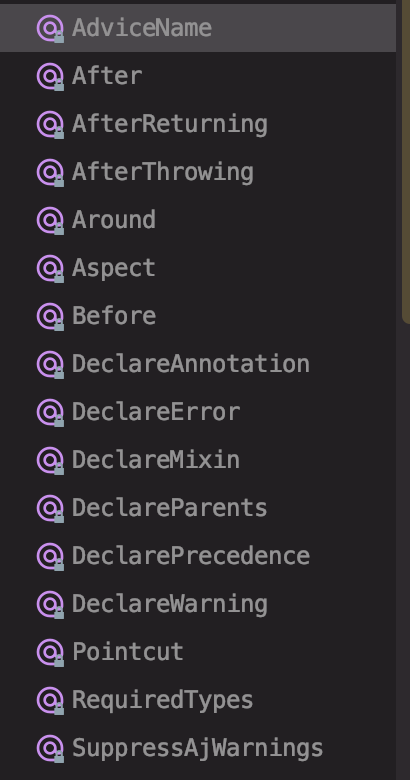 AdviceName
After
AfterReturning
AfterThrowing
Around
Aspect
Before
DeclareAnnotation
DeclareError
DeclareMixin
DeclareParents
DeclarePrecedence
DeclareWarning
Pointcut
RequiredTypes
SuppressAjWarnings